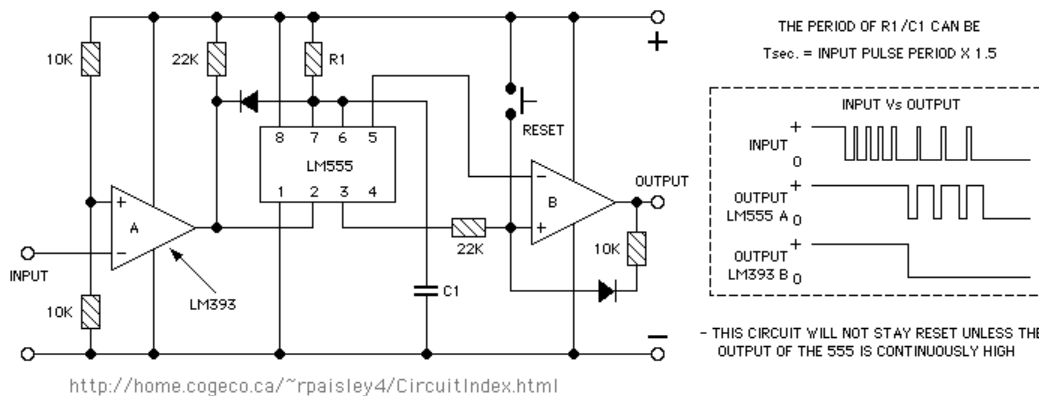 THE PERIOD OF R1/C1 CAN BE
Tsec. = INPUT PULSE PERIOD X 1.5
10K
22K
R1
+
8 7 6 5
LM555
1 2 3 4
RESET
+
A
−
−
B
+
OUTPUT
22K
10K
INPUT
10K
LM393
C1
−
INPUT Vs OUTPUT
+
INPUT
0
+
OUTPUT
LM555 A 0
+
OUTPUT
LM393 B 0
- THIS CIRCUIT WILL NOT STAY RESET UNLESS THE
OUTPUT OF THE 555 IS CONTINUOUSLY HIGH
http://home.cogeco.ca/~rpaisley4/CircuitIndex.html